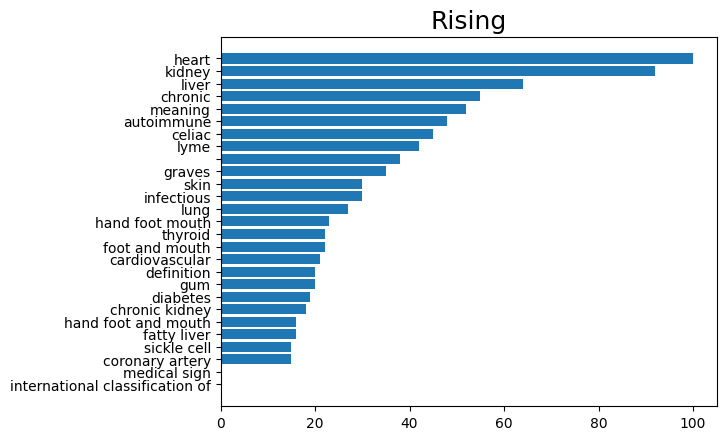 Rising
heart
kidney
liver
chronic
meaning
autoimmune
celiac
lyme
graves
skin
infectious
lung
hand foot mouth
thyroid
foot and mouth
cardiovascular
definition
gum
diabetes
chronic kidney
hand foot and mouth
fatty liver
sickle cell
coronary artery
medical sign
international classification of
0 20 40 60 80 100